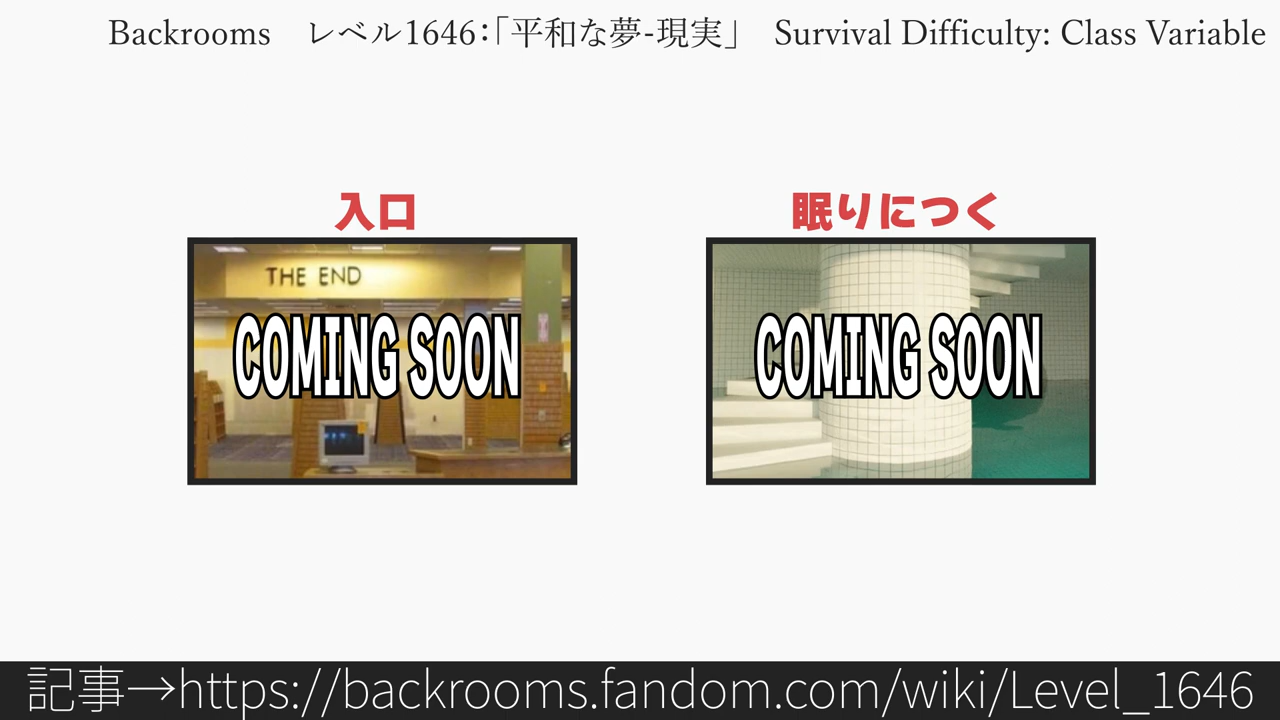 Backrooms　レベル1646：「平和な夢-現実」　Survival Difficulty: Class Variable
入口
眠りにつく
THE END
COMING SOON
COMING SOON
記事→https://backrooms.fandom.com/wiki/Level_1646